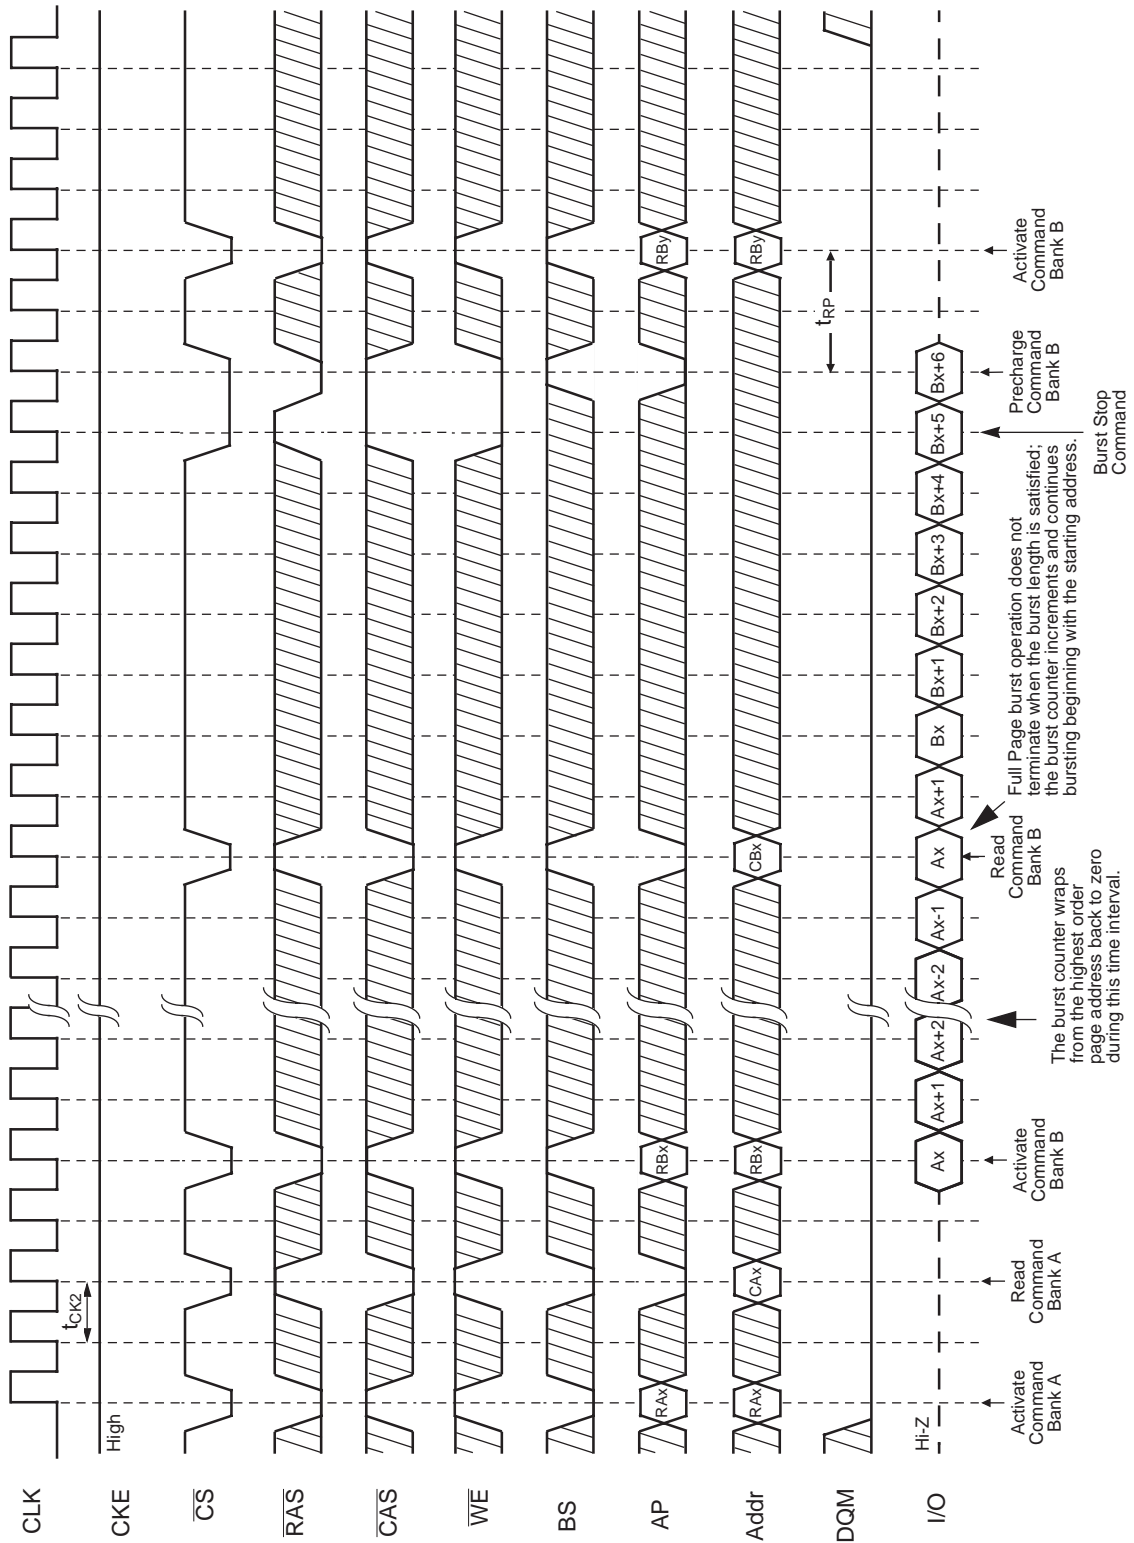 CLK
tCK2
CKE
High
CS
RAS
CAS
WE
BS
AP
RAx
RBx
RBy
Addr
RAx
CAx
RBx
CBx
RBy
DQM
tRP
I/O
Hi-Z
Ax
Ax+1
Ax+2
Ax-2
Ax-1
Ax
Ax+1
Bx
Bx+1
Bx+2
Bx+3
Bx+4
Bx+5
Bx+6
Activate
Command
Bank A
Read
Command
Bank A
Activate
Command
Bank B
The burst counter wraps
from the highest order
page address back to zero
during this time interval.
Read
Command
Bank B
Full Page burst operation does not
terminate when the burst length is satisfied;
the burst counter increments and continues
bursting beginning with the starting address.
Burst Stop
Command
Precharge
Command
Bank B
Activate
Command
Bank B